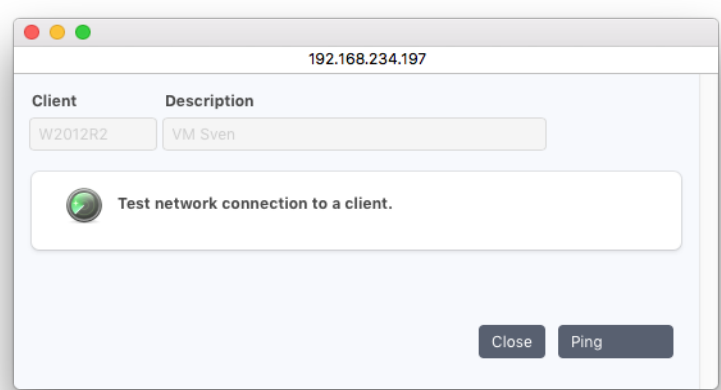 192.168.234.197
Client Description
W2012R2 VM Sven
Test network connection to a client.
Close Ping